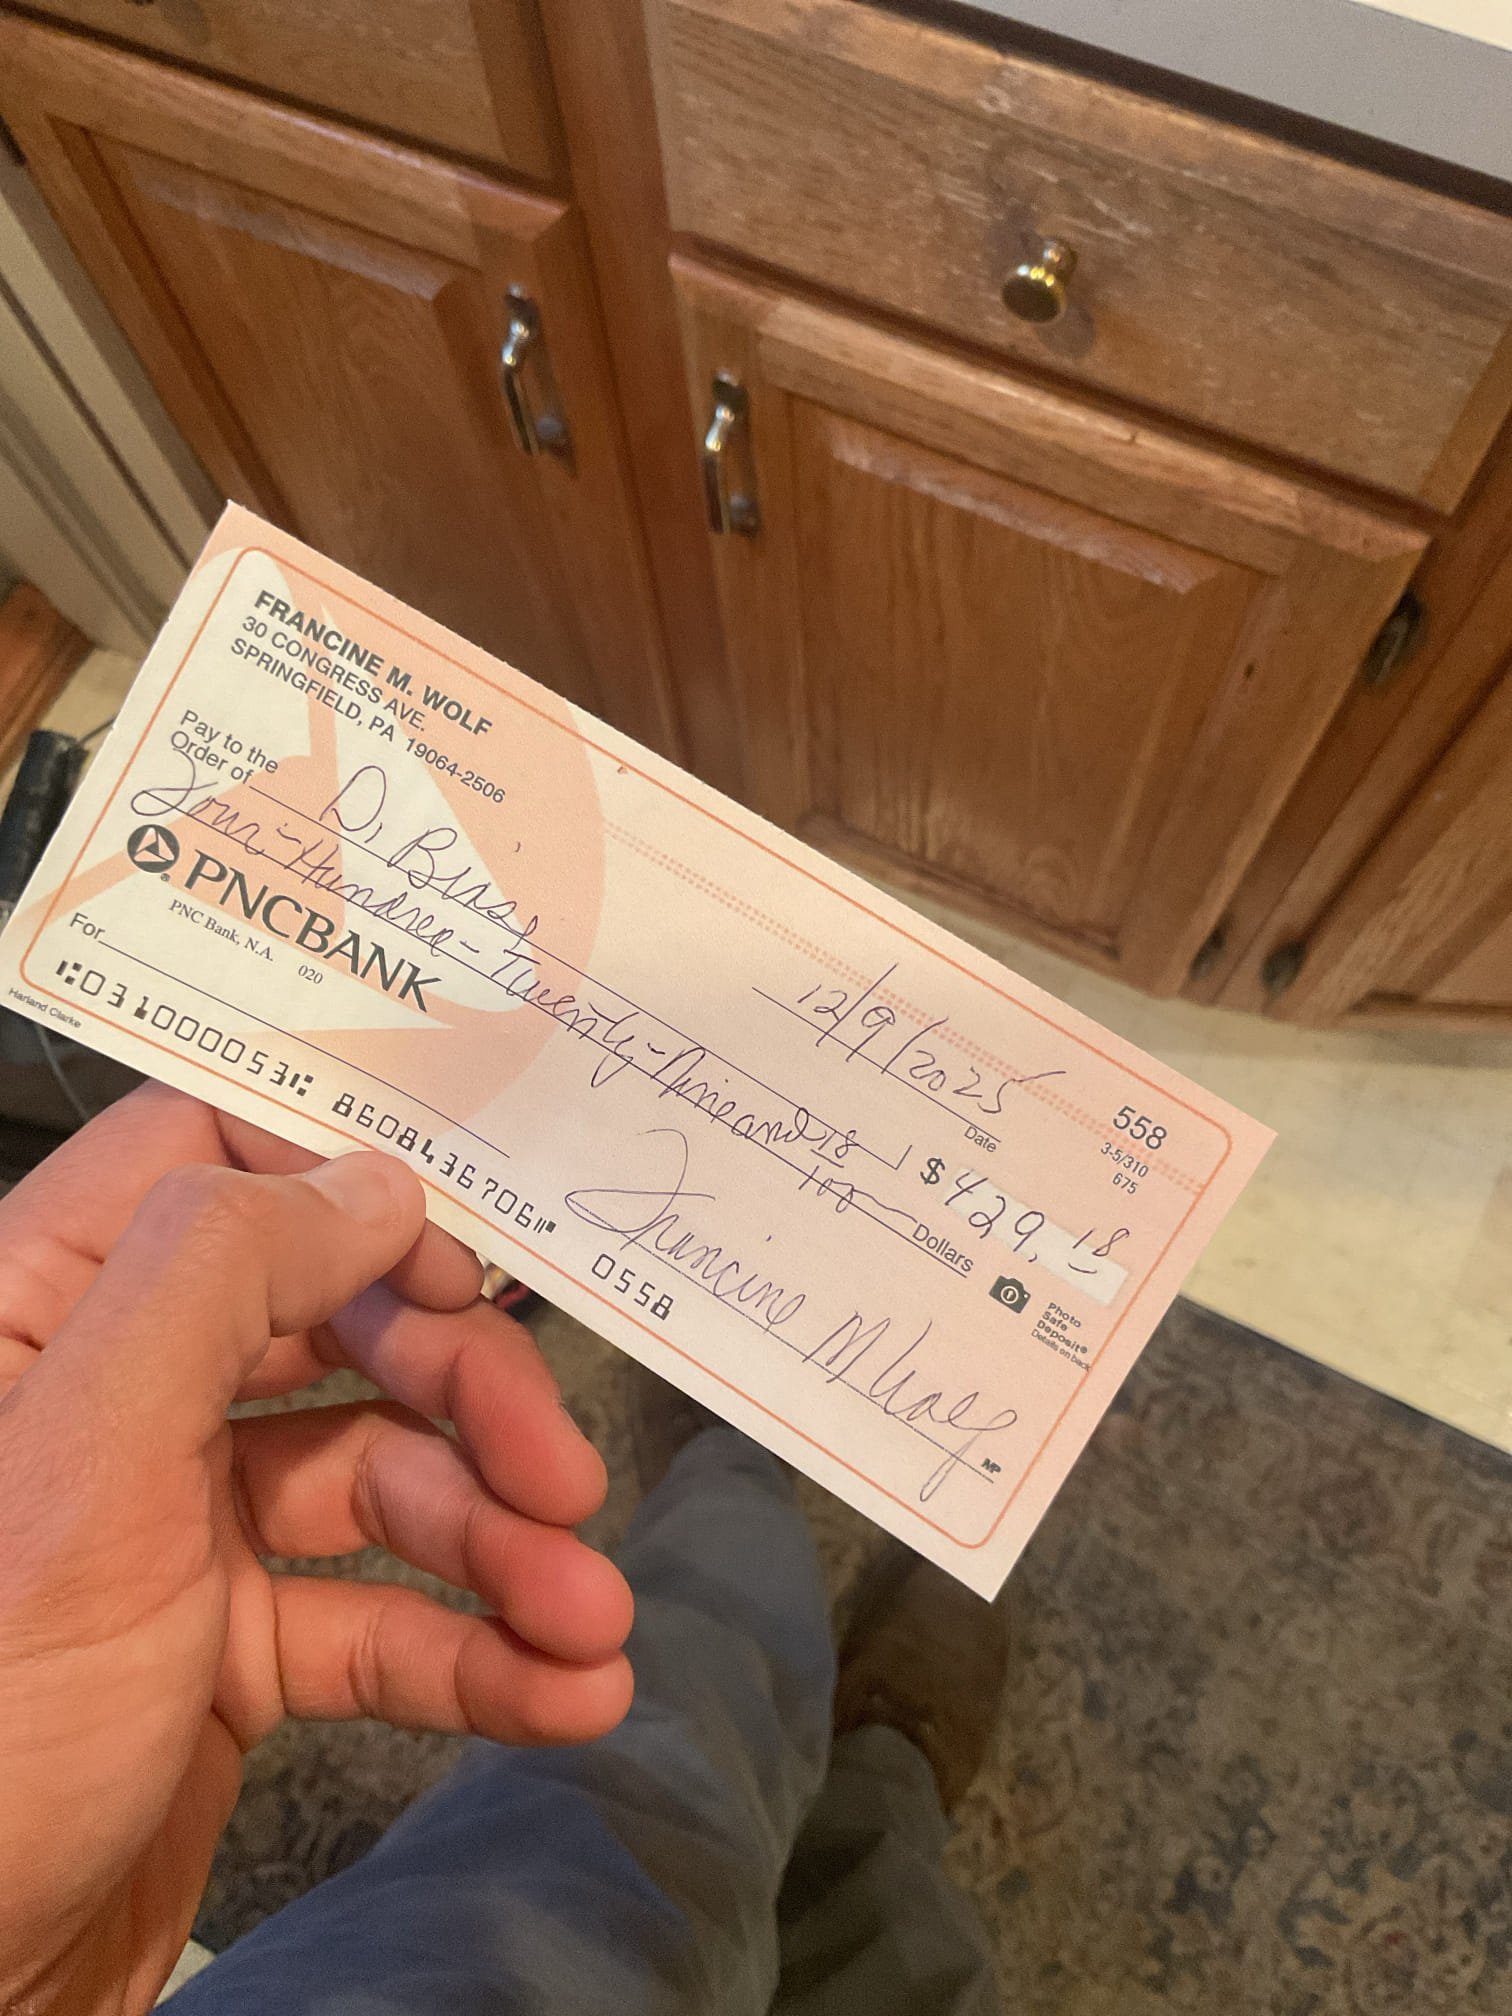 FRANCINE M. WOLF
30 CONGRESS AVE.
SPRINGFIELD, PA 19064-2506
558
3-5/310
675
12/9/2025
Date
Pay to the
Order of
$ 429.18
Four-Hundred-Twenty-Nine and 18/100 Dollars
Photo
Safe
Deposit®
Details on back
PNCBANK
PNC Bank, N.A. 020
For
Francine M Wolf
MP
⑆031000053⑆ 8608436706⑈ 0558
Harland Clarke